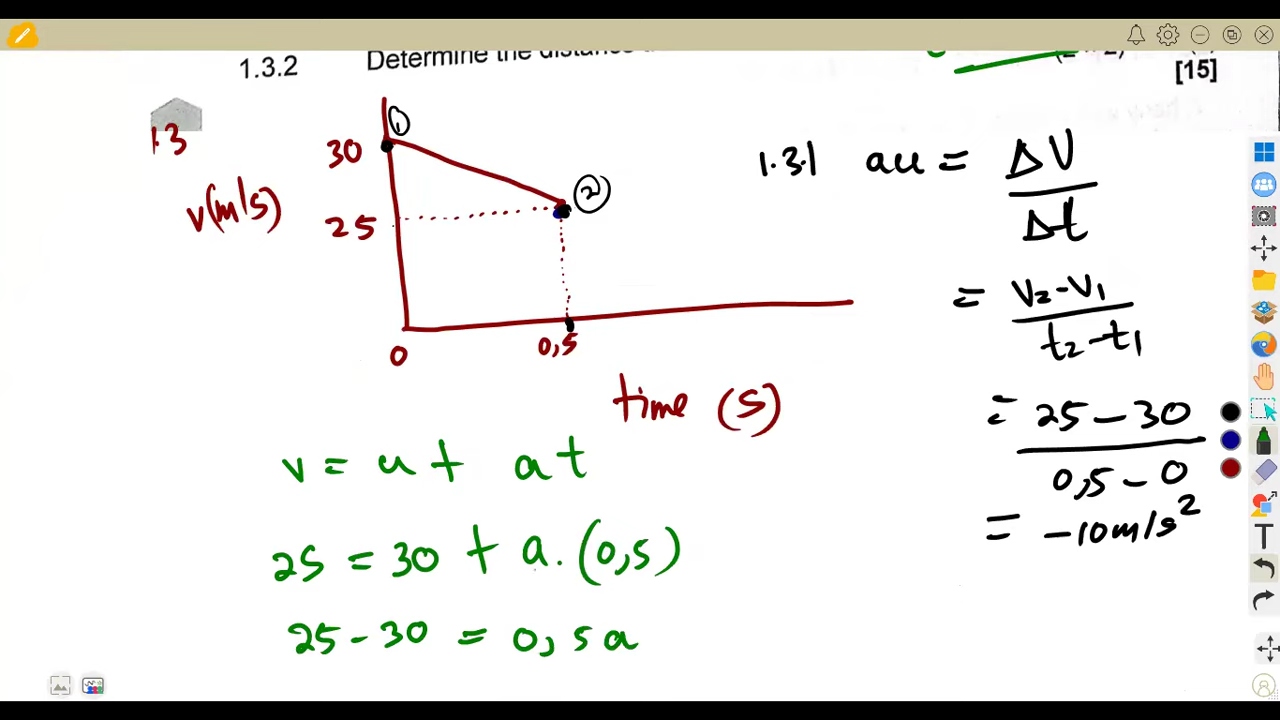 1.3.2 Determine the distance
[15]
1.3
①
30
v(m/s)
25
②
0
0,5
time (s)
v = u + at
25 = 30 + a.(0,5)
25 - 30 = 0,5a
1.3.1 au = ΔV
Δt
= V2 - V1
t2 - t1
= 25 - 30
0,5 - 0
= -10m/s²
T